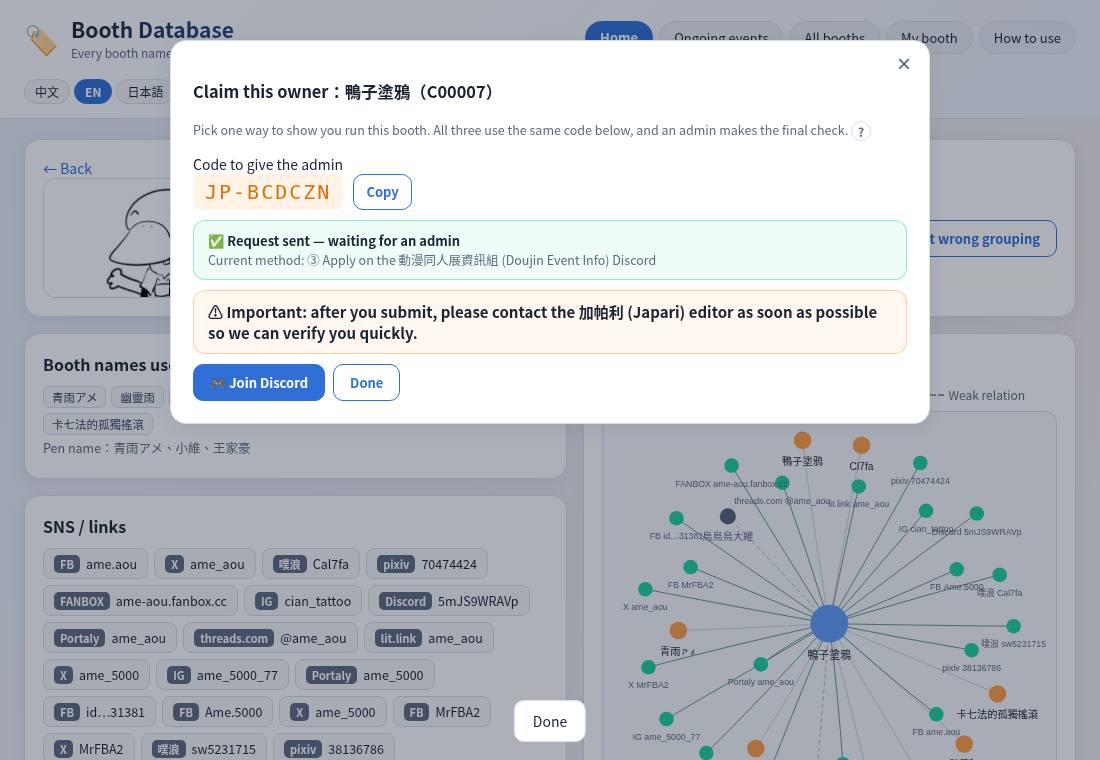 Booth Database
Every booth name
Home
Ongoing events
All booths
My booth
How to use
中文
EN
日本語
← Back
t wrong grouping
✕
Claim this owner：鴨子塗鴉（C00007）
Pick one way to show you run this booth. All three use the same code below, and an admin makes the final check. ?
Code to give the admin
JP-BCDCZN
Copy
✅ Request sent — waiting for an admin
Current method: ③ Apply on the 動漫同人展資訊組 (Doujin Event Info) Discord
⚠ Important: after you submit, please contact the 加帕利 (Japari) editor as soon as possible
so we can verify you quickly.
🎮 Join Discord
Done
Booth names us
青雨アメ
幽靈雨
卡七法的孤獨搖滾
Pen name：青雨アメ、小維、王家豪
SNS / links
FB ame.aou
X ame_aou
噗浪 Cal7fa
pixiv 70474424
FANBOX ame-aou.fanbox.cc
IG cian_tattoo
Discord 5mJS9WRAVp
Portaly ame_aou
threads.com @ame_aou
lit.link ame_aou
X ame_5000
IG ame_5000_77
Portaly ame_5000
FB id…31381
FB Ame.5000
X ame_5000
FB MrFBA2
X MrFBA2
噗浪 sw5231715
pixiv 38136786
Done
Weak relation
鴨子塗鴉
Cl7fa
FANBOX ame-aou.fanbox.cc
pixiv 70474424
threads.com @ame_aou
lit.link ame_aou
FB id…31381
烏烏烏大維
IG cian_tattoo
Discord 5mJS9WRAVp
FB MrFBA2
FB Ame.5000
噗浪 Cal7fa
X ame_aou
青雨アメ
鴨子塗鴉
噗浪 sw5231715
pixiv 38136786
X MrFBA2
Portaly ame_aou
卡七法的孤獨搖滾
IG ame_5000_77
FB ame.aou